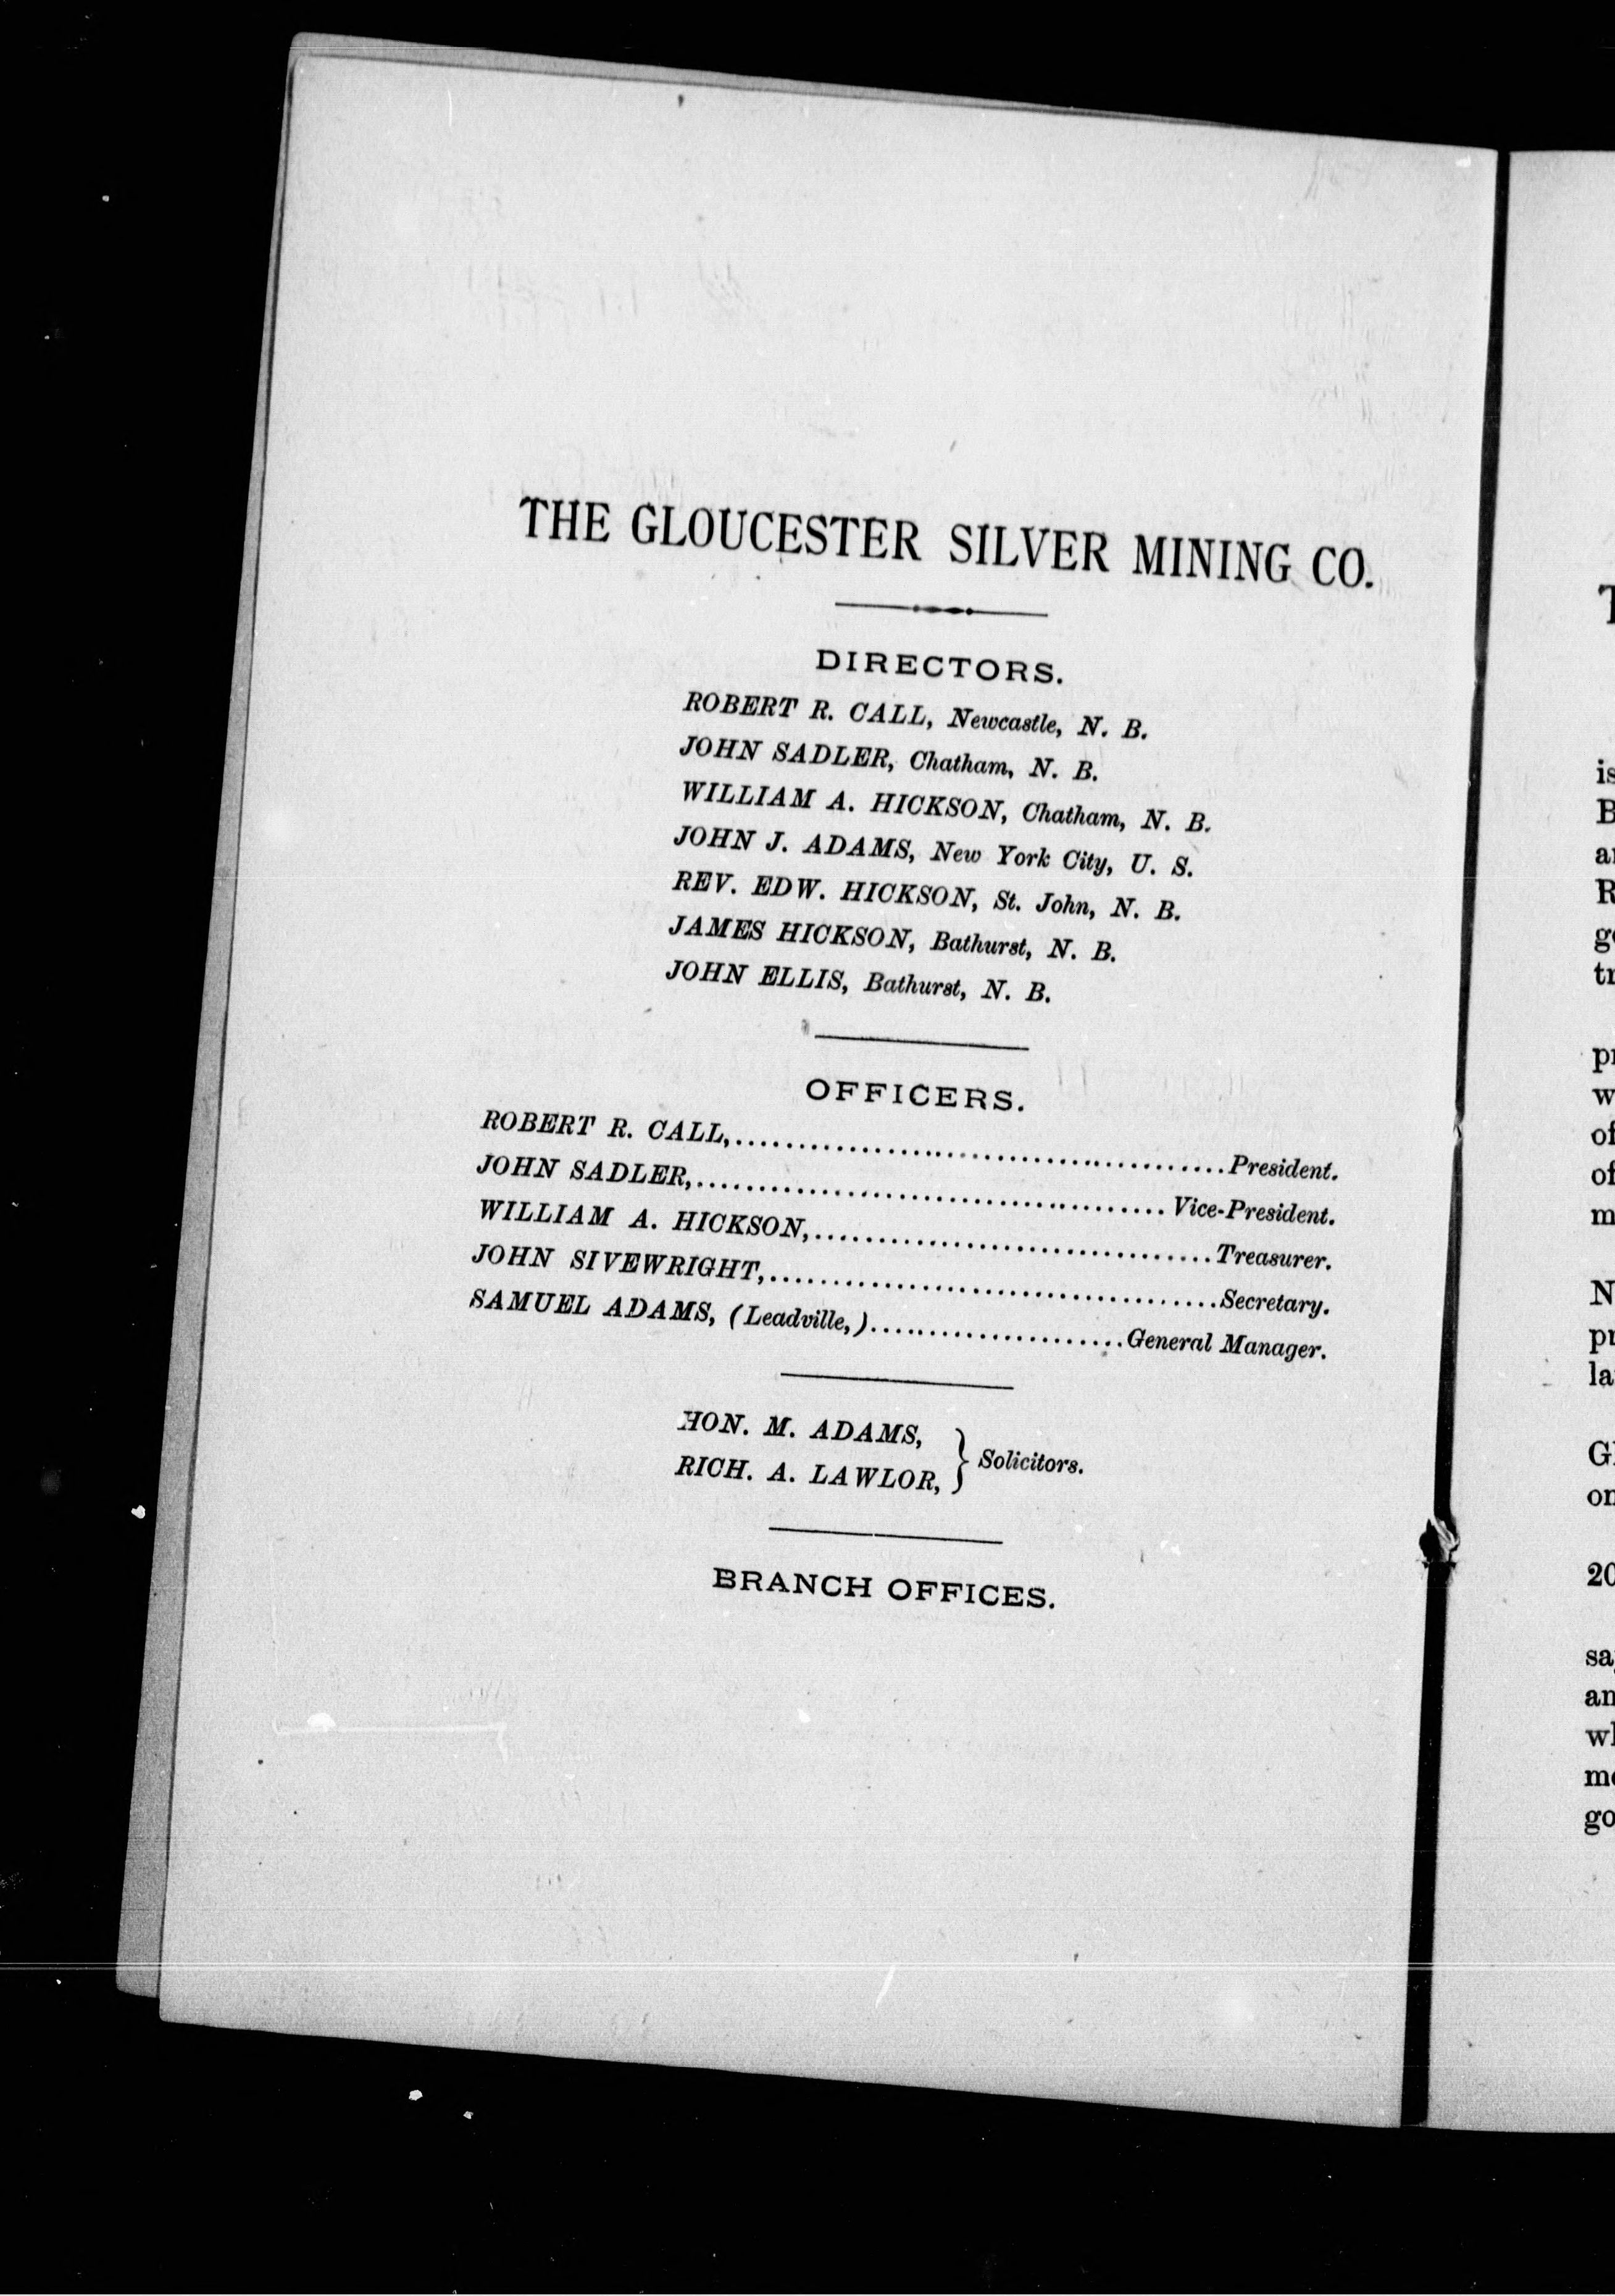 THE GLOUCESTER SILVER MINING CO.
DIRECTORS.
ROBERT R. CALL, Newcastle, N. B.
JOHN SADLER, Chatham, N. B.
WILLIAM A. HICKSON, Chatham, N. B.
JOHN J. ADAMS, New York City, U. S.
REV. EDW. HICKSON, St. John, N. B.
JAMES HICKSON, Bathurst, N. B.
JOHN ELLIS, Bathurst, N. B.
OFFICERS.
ROBERT R. CALL,........................................President.
JOHN SADLER,......................................Vice-President.
WILLIAM A. HICKSON,................................Treasurer.
JOHN SIVEWRIGHT,....................................Secretary.
SAMUEL ADAMS, (Leadville,).....................General Manager.
HON. M. ADAMS,
RICH. A. LAWLOR, } Solicitors.
BRANCH OFFICES.